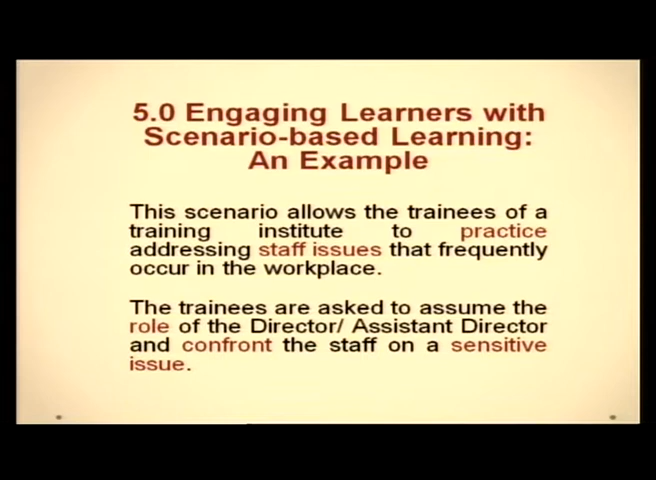 5.0 Engaging Learners with
Scenario-based Learning:
An Example
This scenario allows the trainees of a
training institute to practice
addressing staff issues that frequently
occur in the workplace.
The trainees are asked to assume the
role of the Director/ Assistant Director
and confront the staff on a sensitive
issue.